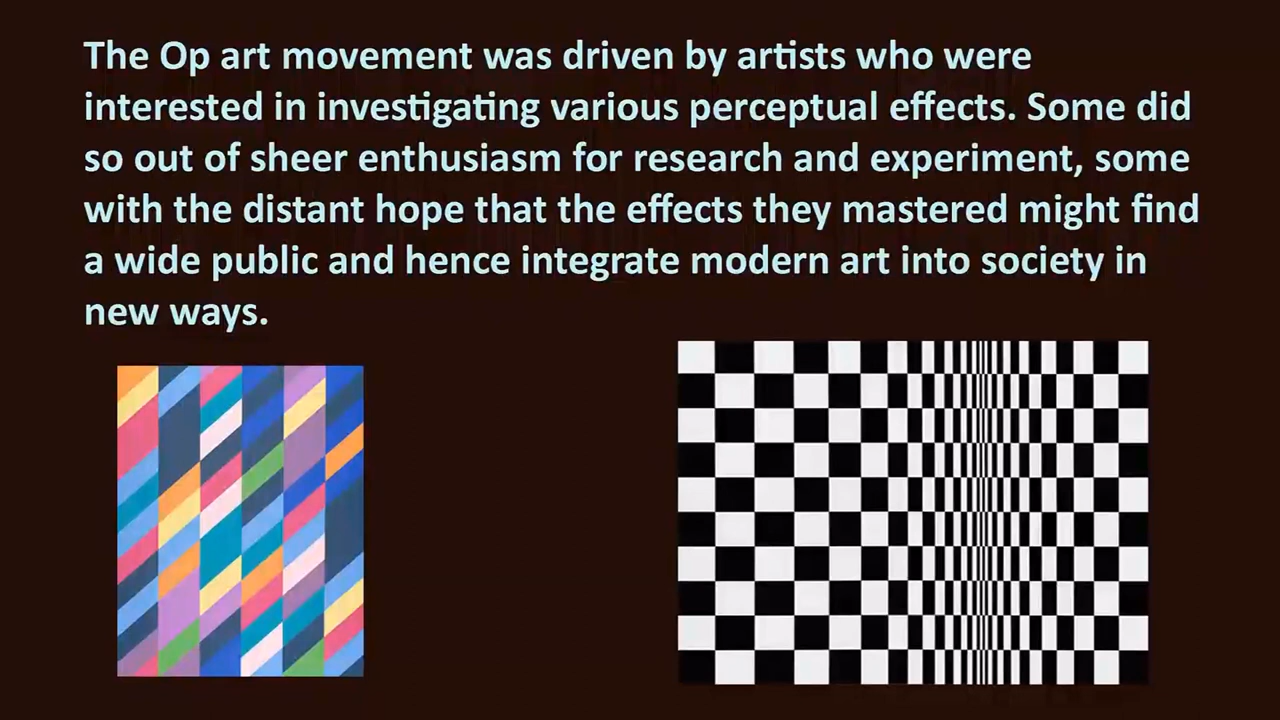 The Op art movement was driven by artists who were
interested in investigating various perceptual effects. Some did
so out of sheer enthusiasm for research and experiment, some
with the distant hope that the effects they mastered might find
a wide public and hence integrate modern art into society in
new ways.